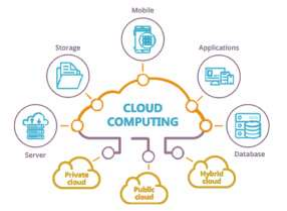 Mobile
Storage
Applications
CLOUD
COMPUTING
Server
Database
Private
cloud
Public
cloud
Hybrid
cloud